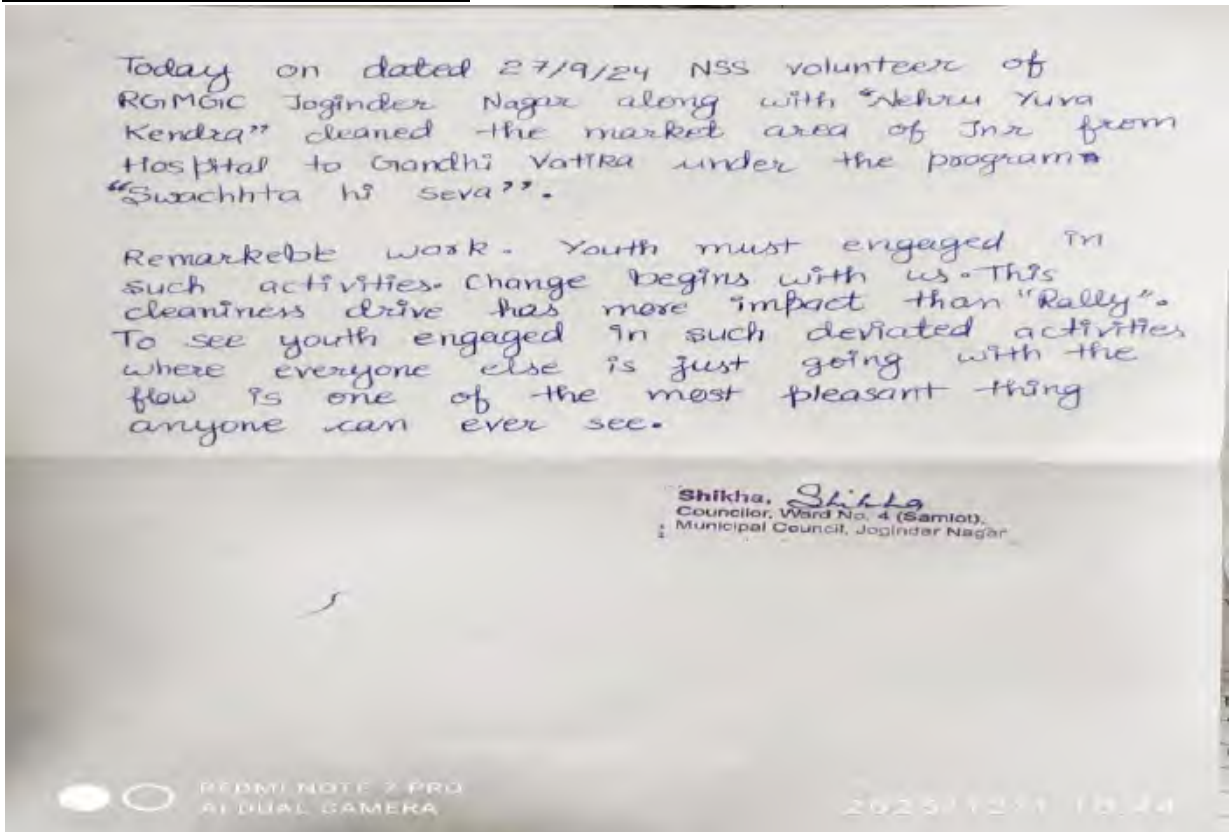 Today on dated 27/9/24 NSS volunteer of
RGMGC Joginder Nagar along with "Nehru Yuva
Kendra" cleaned the market area of Jnr from
Hospital to Gandhi Vatika under the program
"Swachhta hi Seva".
Remarkeble work. Youth must engaged in
such activities. Change begins with us. This
cleaniness drive has more impact than "Rally".
To see youth engaged in such deviated activities
where everyone else is just going with the
flow is one of the most pleasant thing
anyone can ever see.
Shikha, Shikha
Councilor, Ward No. 4 (Samlot),
Municipal Council, Jogindar Nagar
REDMI NOTE 7 PRO
AI DUAL CAMERA